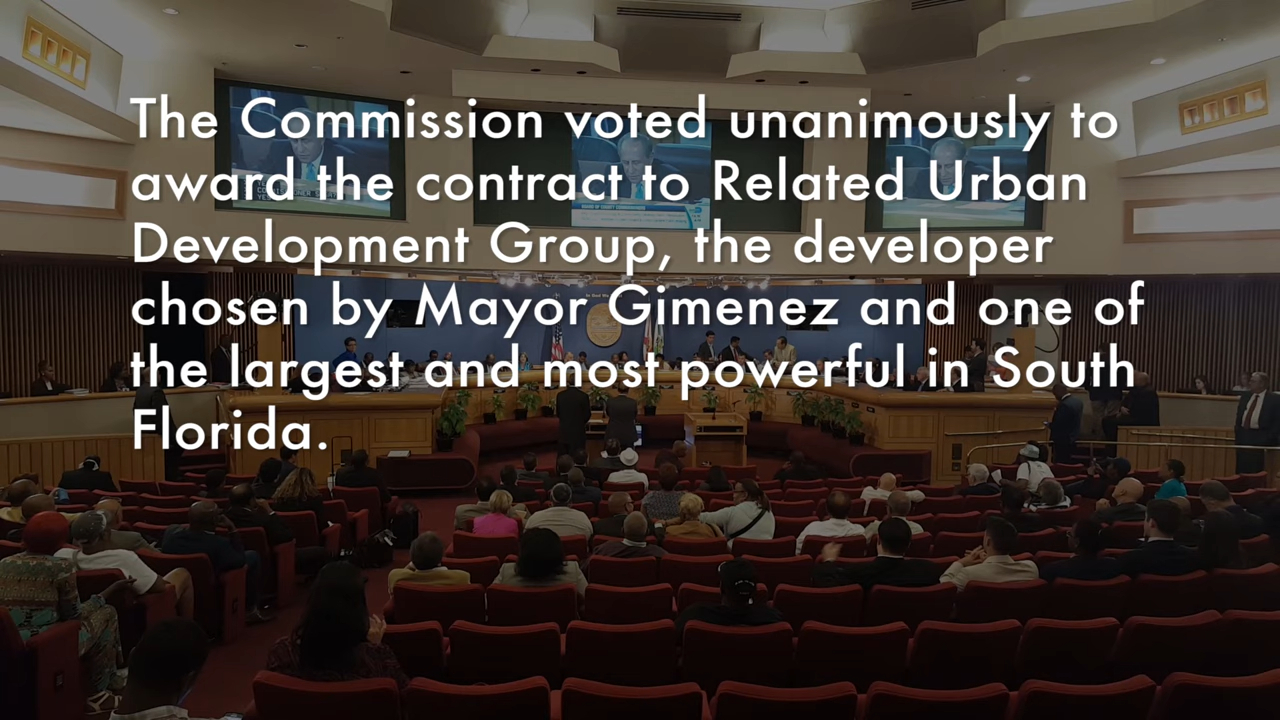 The Commission voted unanimously to
award the contract to Related Urban
Development Group, the developer
chosen by Mayor Gimenez and one of
the largest and most powerful in South
Florida.